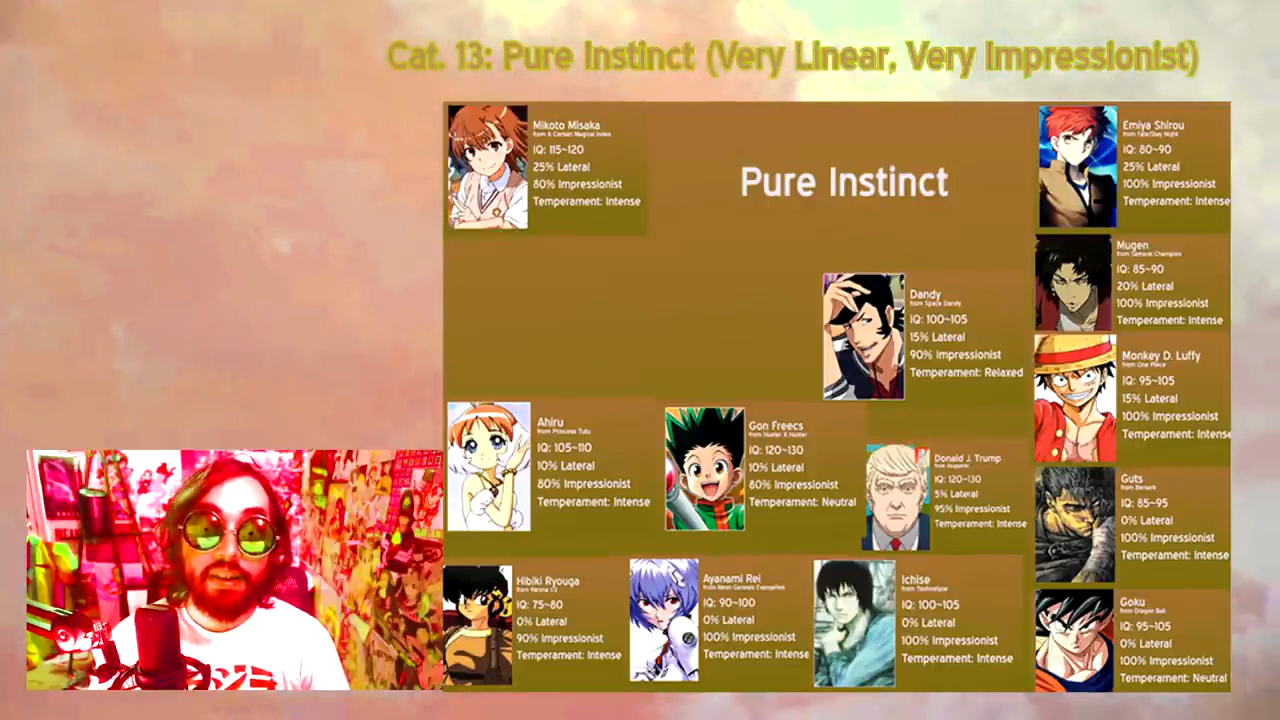 Cat. 13: Pure Instinct (Very Linear, Very Impressionist)
Pure Instinct
Mikoto Misaka
from A Certain Magical Index
IQ: 115~120
25% Lateral
80% Impressionist
Temperament: Intense
Emiya Shirou
from Fate/Stay Night
IQ: 80~90
25% Lateral
100% Impressionist
Temperament: Intense
Mugen
from Samurai Champloo
IQ: 85~90
20% Lateral
100% Impressionist
Temperament: Intense
Dandy
from Space Dandy
IQ: 100~105
15% Lateral
90% Impressionist
Temperament: Relaxed
Monkey D. Luffy
from One Piece
IQ: 95~105
15% Lateral
100% Impressionist
Temperament: Intense
Ahiru
from Princess Tutu
IQ: 105~110
10% Lateral
80% Impressionist
Temperament: Intense
Gon Freecs
from Hunter X Hunter
IQ: 120~130
10% Lateral
80% Impressionist
Temperament: Neutral
Donald J. Trump
from
IQ: 120~130
5% Lateral
95% Impressionist
Temperament: Intense
Guts
from Berserk
IQ: 85~95
0% Lateral
100% Impressionist
Temperament: Intense
Hibiki Ryouga
from Ranma 1/2
IQ: 75~80
0% Lateral
90% Impressionist
Temperament: Intense
Ayanami Rei
from Neon Genesis Evangelion
IQ: 90~100
0% Lateral
100% Impressionist
Temperament: Intense
Ichise
from Texhnolyze
IQ: 100~105
0% Lateral
100% Impressionist
Temperament: Intense
Goku
from Dragon Ball
IQ: 95~105
0% Lateral
100% Impressionist
Temperament: Neutral